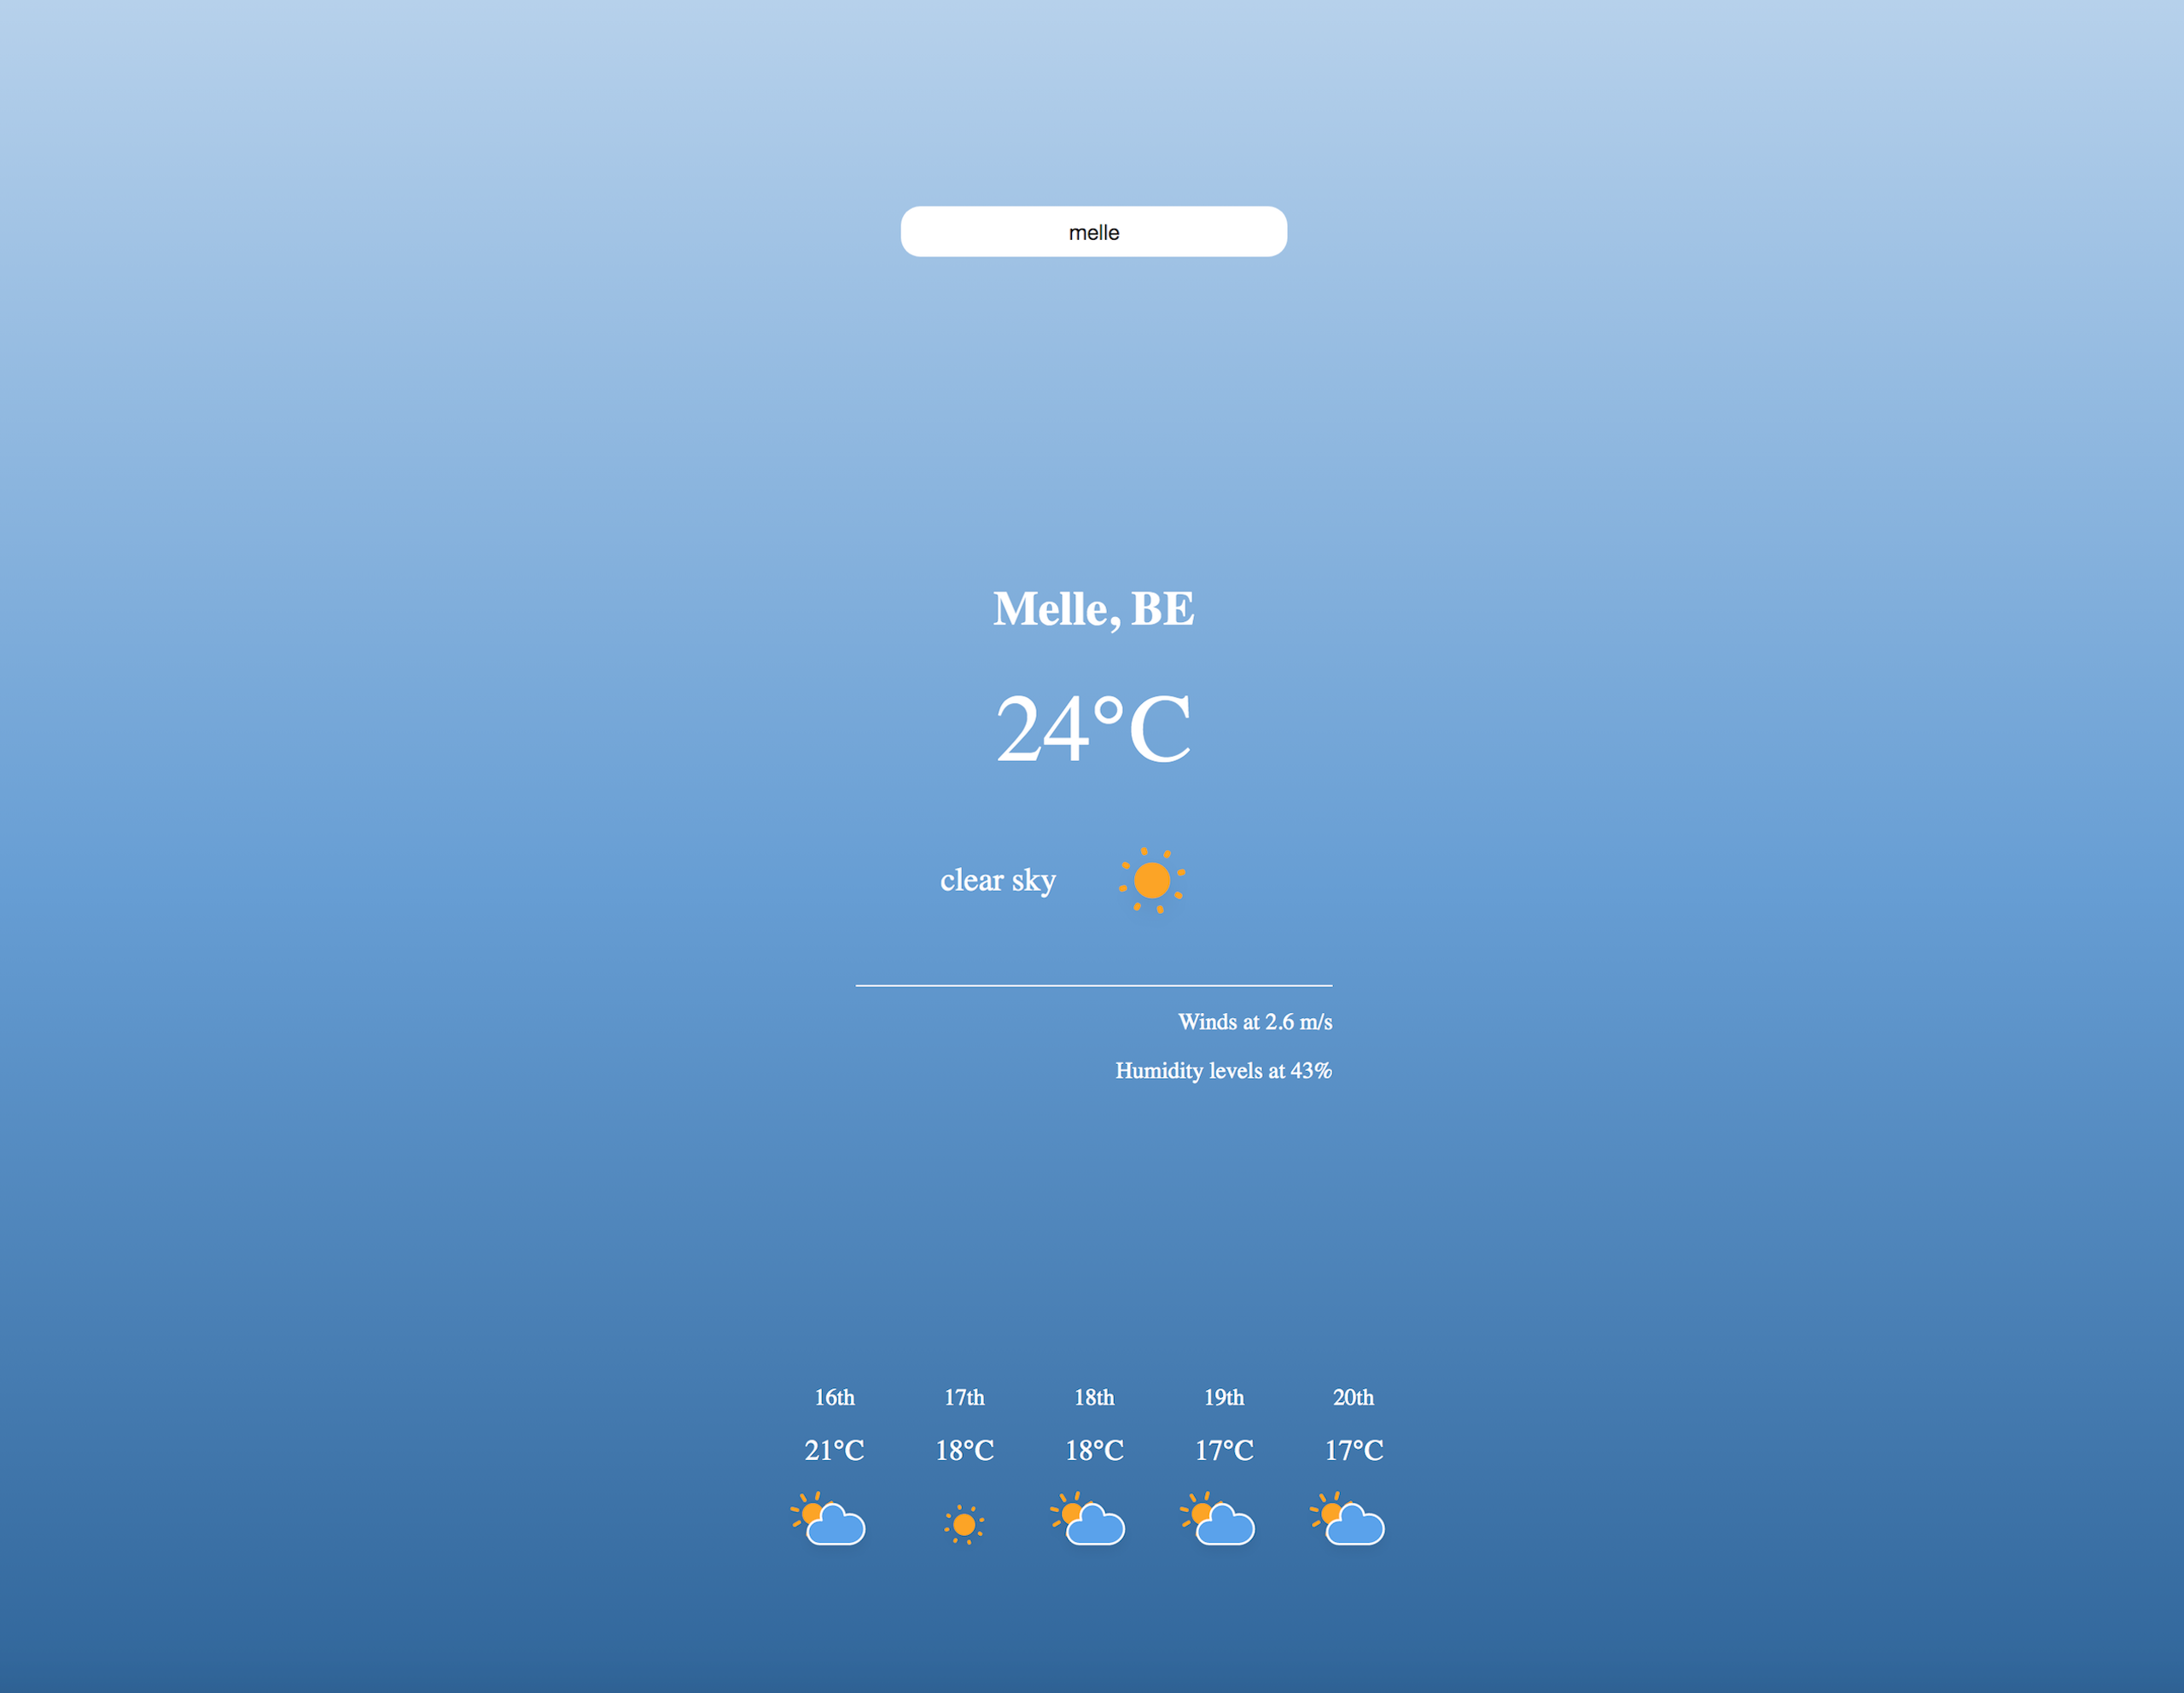 melle
Melle, BE
24°C
clear sky
Winds at 2.6 m/s
Humidity levels at 43%
16th 17th 18th 19th 20th
21°C 18°C 18°C 17°C 17°C